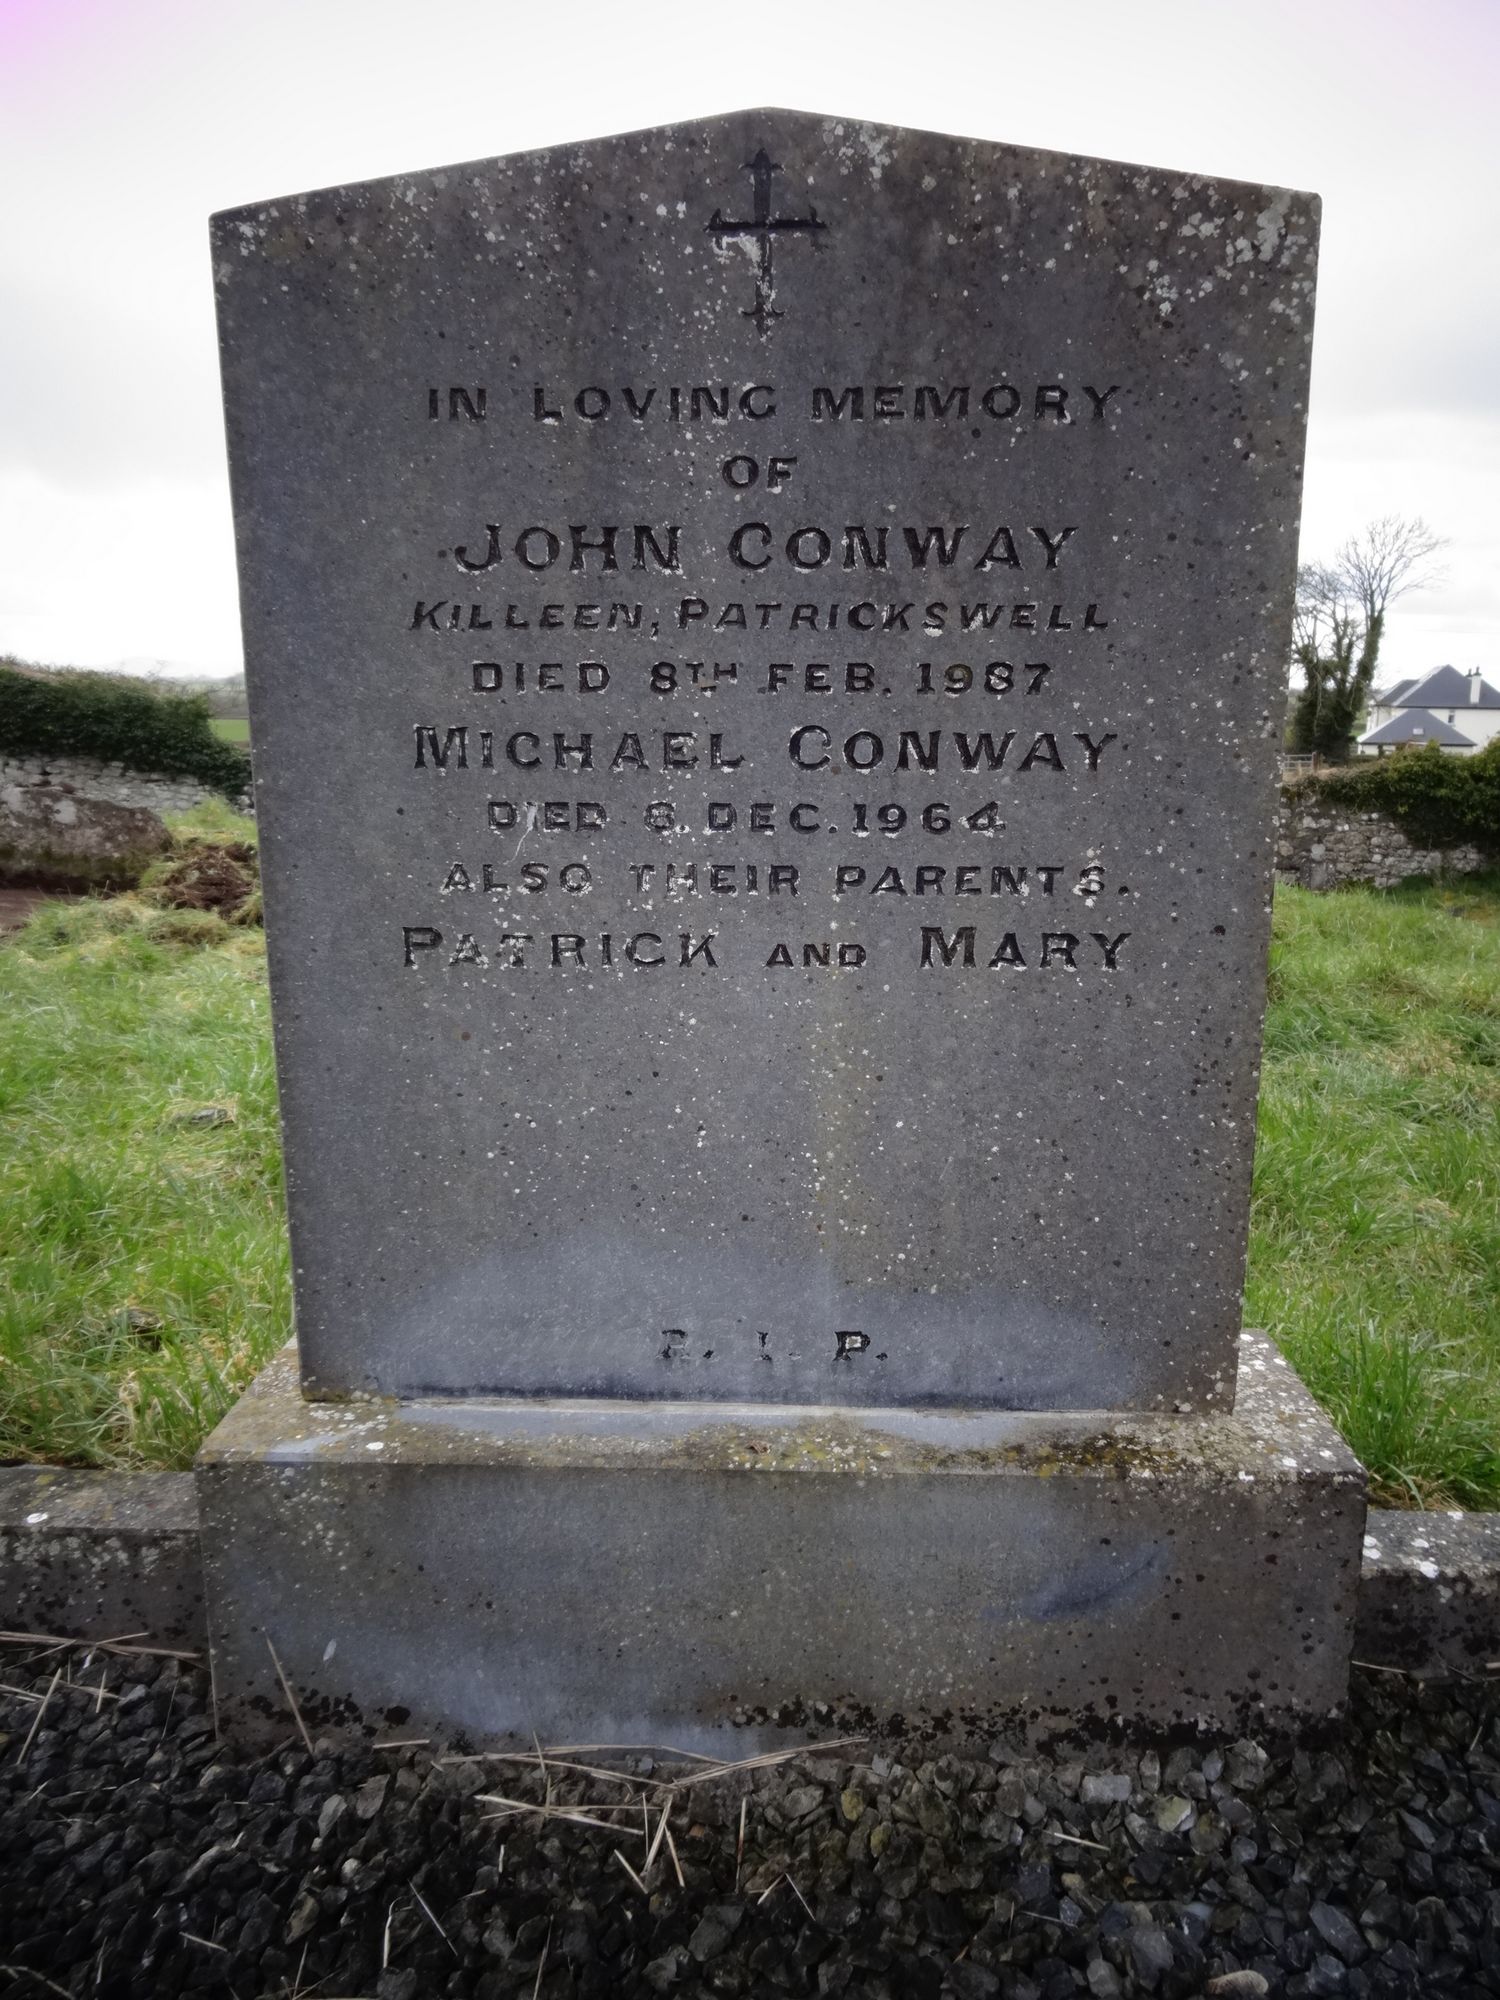 IN LOVING MEMORY
OF
JOHN CONWAY
KILLEEN, PATRICKSWELL
DIED 8TH FEB. 1987
MICHAEL CONWAY
DIED 6. DEC. 1964
ALSO THEIR PARENTS.
PATRICK AND MARY
R. I. P.